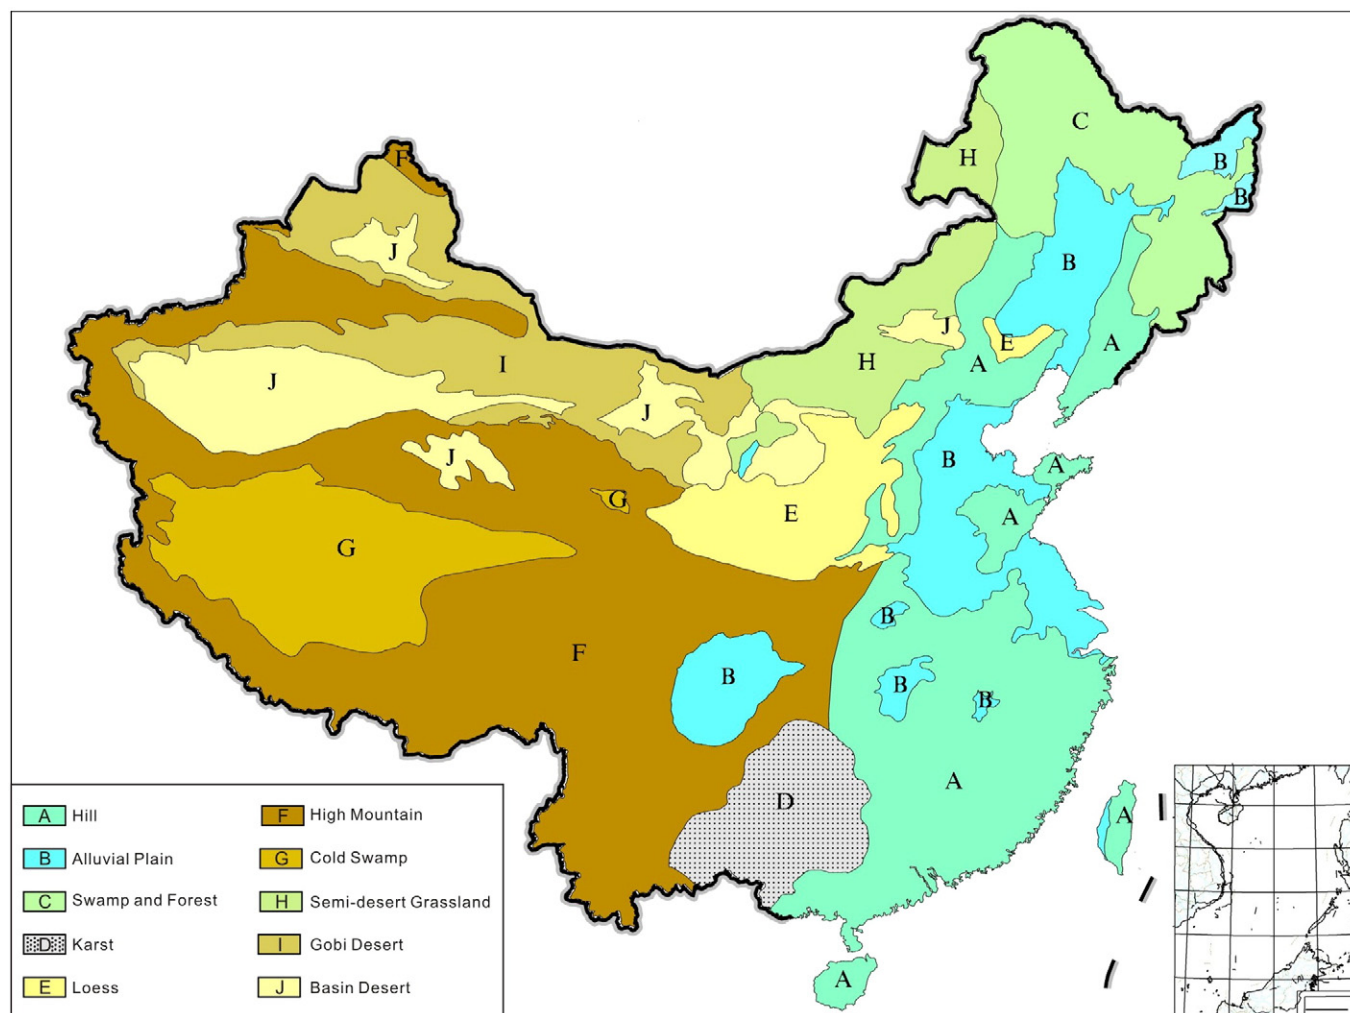 C
B
H
F
B
J
B
J
E
A
A
H
I
J
J
B
A
J
G
A
E
G
B
F
B
B
B
D
A
A
A
A Hill
B Alluvial Plain
C Swamp and Forest
D Karst
E Loess
F High Mountain
G Cold Swamp
H Semi-desert Grassland
I Gobi Desert
J Basin Desert